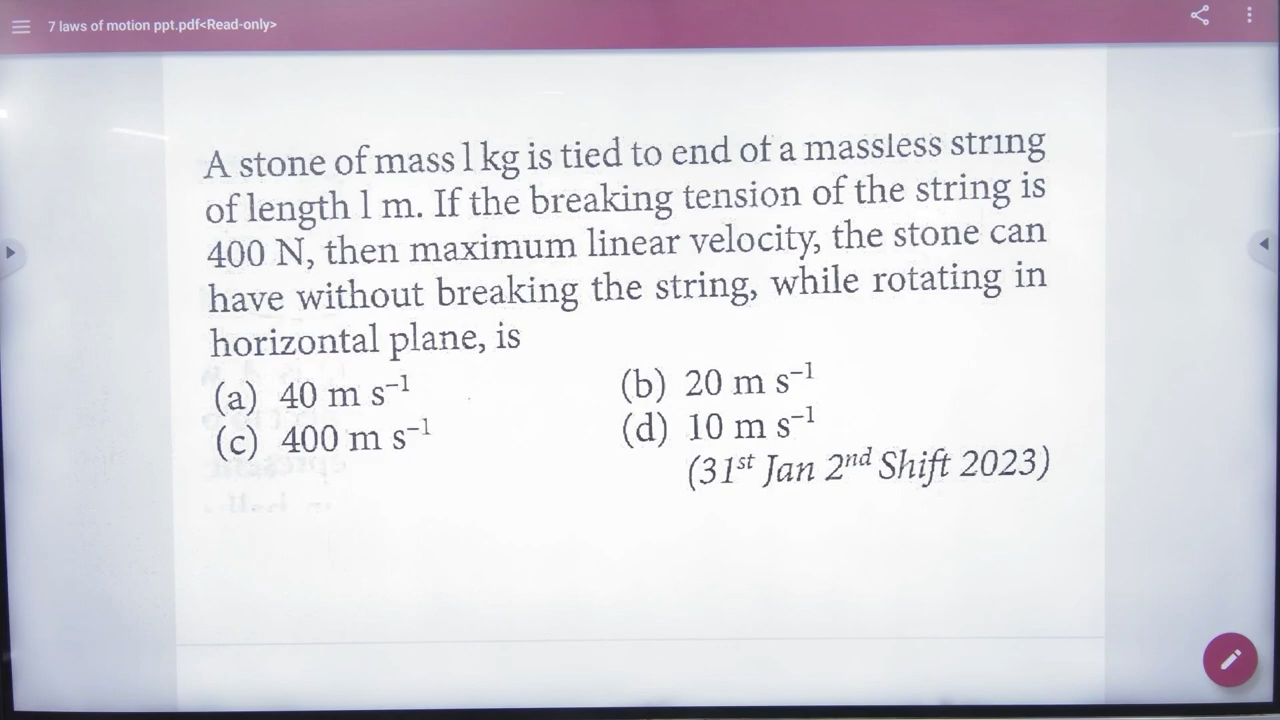 7 laws of motion ppt.pdf<Read-only>
A stone of mass 1 kg is tied to end of a massless string
of length 1 m. If the breaking tension of the string is
400 N, then maximum linear velocity, the stone can
have without breaking the string, while rotating in
horizontal plane, is
(a) 40 m s⁻¹ (b) 20 m s⁻¹
(c) 400 m s⁻¹ (d) 10 m s⁻¹
(31ˢᵗ Jan 2ⁿᵈ Shift 2023)